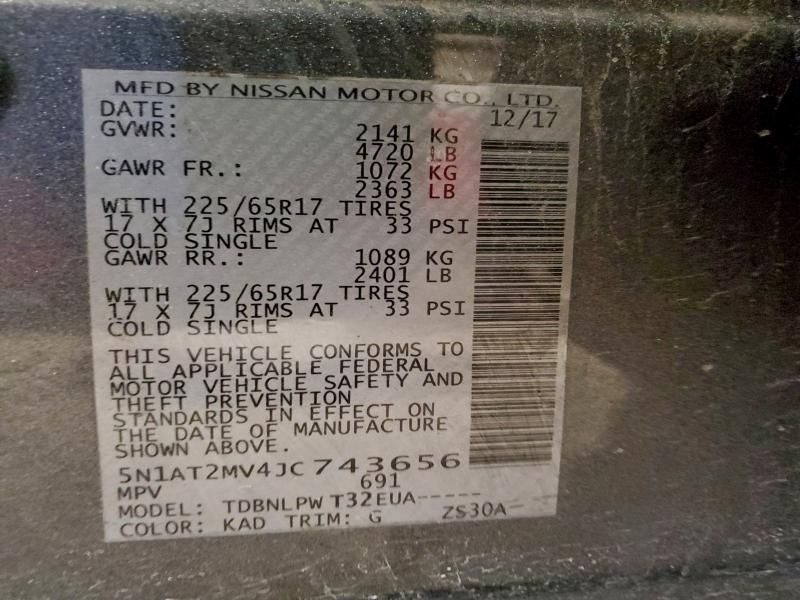 MFD BY NISSAN MOTOR CO., LTD.
DATE: 12/17
GVWR: 2141 KG
4720 LB
GAWR FR.: 1072 KG
2363 LB
WITH 225/65R17 TIRES
17 X 7J RIMS AT 33 PSI
COLD SINGLE
GAWR RR.: 1089 KG
2401 LB
WITH 225/65R17 TIRES
17 X 7J RIMS AT 33 PSI
COLD SINGLE
THIS VEHICLE CONFORMS TO
ALL APPLICABLE FEDERAL
MOTOR VEHICLE SAFETY AND
THEFT PREVENTION
STANDARDS IN EFFECT ON
THE DATE OF MANUFACTURE
SHOWN ABOVE.
5N1AT2MV4JC743656
MPV 691
MODEL: TDBNLPW T32EUA-----
COLOR: KAD TRIM: G ZS30A-